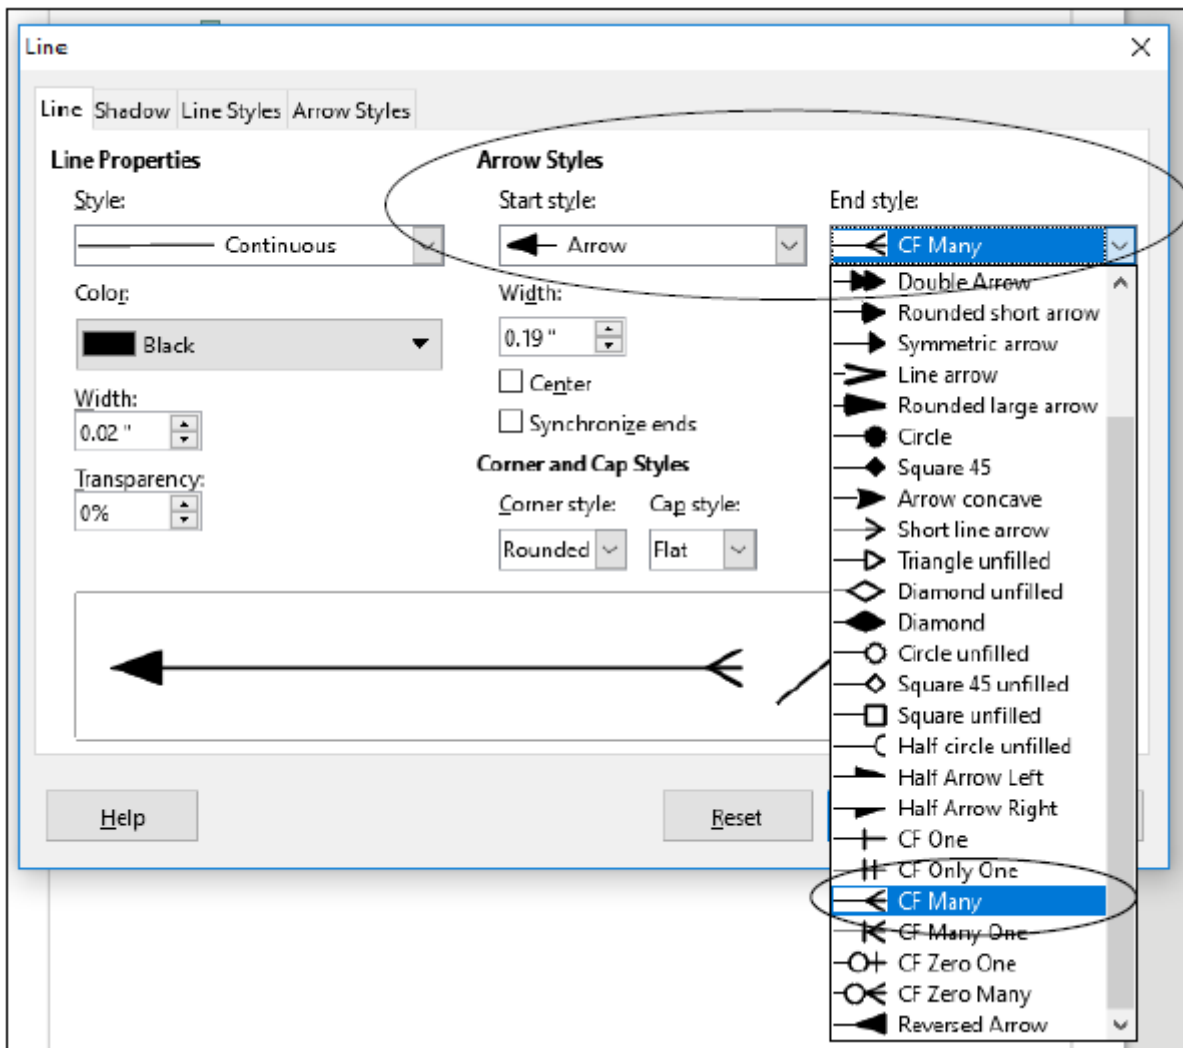 Line
Line Shadow Line Styles Arrow Styles
Line Properties
Style:
Continuous
Color:
Black
Width:
0.02 "
Transparency:
0%
Arrow Styles
Start style:
Arrow
Width:
0.19 "
Center
Synchronize ends
Corner and Cap Styles
Corner style: Cap style:
Rounded Flat
End style:
CF Many
Double Arrow
Rounded short arrow
Symmetric arrow
Line arrow
Rounded large arrow
Circle
Square 45
Arrow concave
Short line arrow
Triangle unfilled
Diamond unfilled
Diamond
Circle unfilled
Square 45 unfilled
Square unfilled
Half circle unfilled
Half Arrow Left
Half Arrow Right
CF One
CF Only One
CF Many
CF Many One
CF Zero One
CF Zero Many
Reversed Arrow
Help Reset